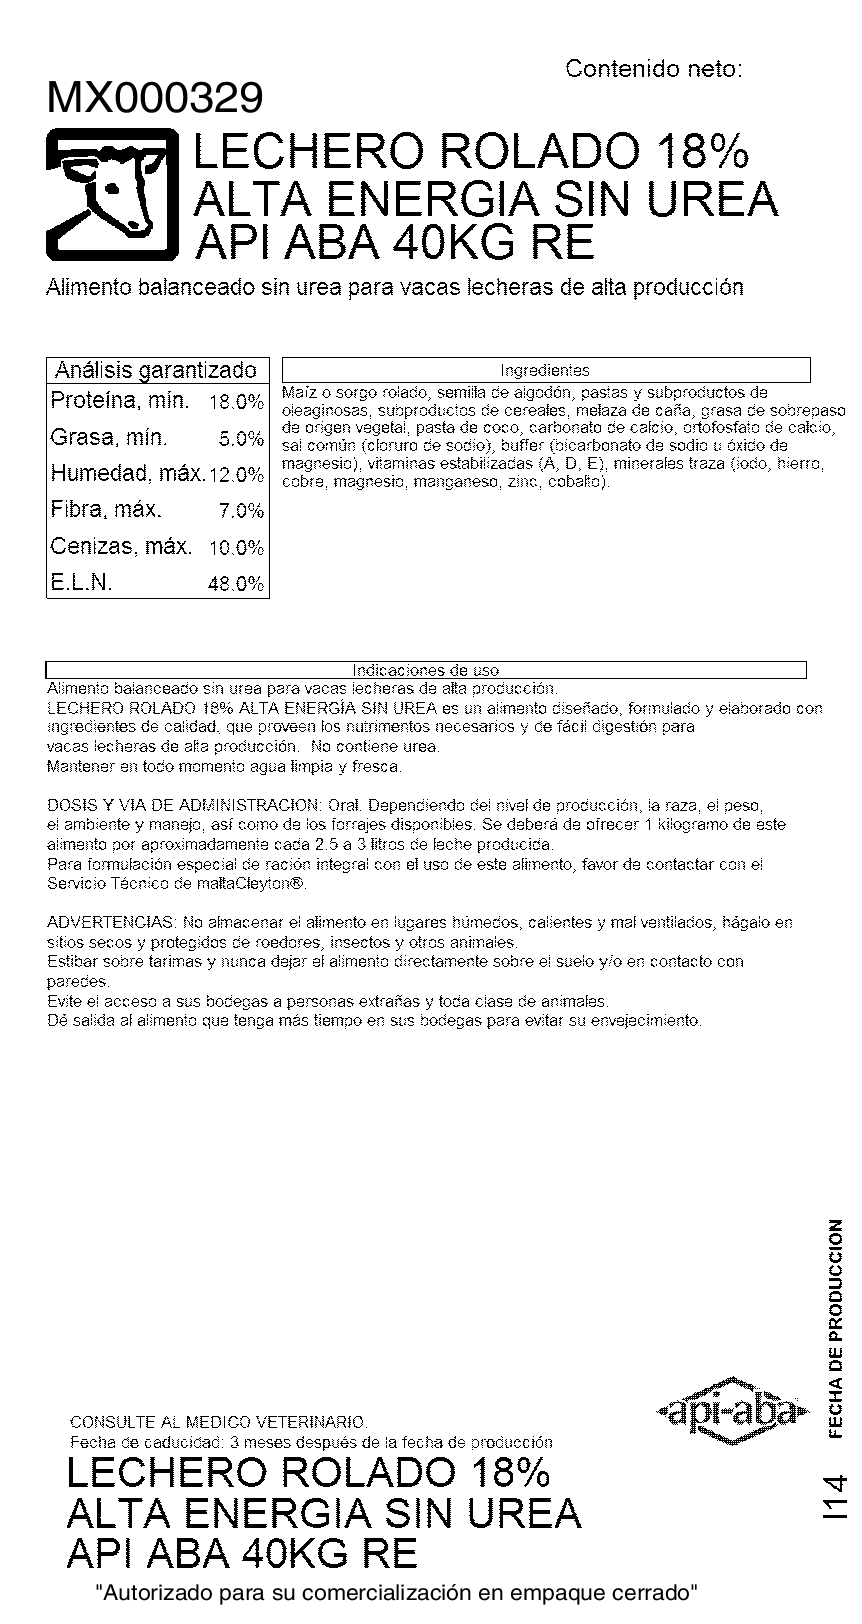 Contenido neto:
MX000329
LECHERO ROLADO 18%
ALTA ENERGIA SIN UREA
API ABA 40KG RE
Alimento balanceado sin urea para vacas lecheras de alta producción
Análisis garantizado
Proteína, mín. 18.0%
Grasa, mín. 5.0%
Humedad, máx. 12.0%
Fibra, máx. 7.0%
Cenizas, máx. 10.0%
E.L.N. 48.0%
Ingredientes
Maíz o sorgo rolado, semilla de algodón, pastas y subproductos de
oleaginosas, subproductos de cereales, melaza de caña, grasa de sobrepaso
de origen vegetal, pasta de coco, carbonato de calcio, ortofosfato de calcio,
sal común (cloruro de sodio), buffer (bicarbonato de sodio u óxido de
magnesio), vitaminas estabilizadas (A, D, E), minerales traza (iodo, hierro,
cobre, magnesio, manganeso, zinc, cobalto).
Indicaciones de uso
Alimento balanceado sin urea para vacas lecheras de alta producción.
LECHERO ROLADO 18% ALTA ENERGÍA SIN UREA es un alimento diseñado, formulado y elaborado con
ingredientes de calidad, que proveen los nutrimentos necesarios y de fácil digestión para
vacas lecheras de alta producción. No contiene urea.
Mantener en todo momento agua limpia y fresca.
DOSIS Y VIA DE ADMINISTRACION: Oral. Dependiendo del nivel de producción, la raza, el peso,
el ambiente y manejo, así como de los forrajes disponibles. Se deberá de ofrecer 1 kilogramo de este
alimento por aproximadamente cada 2.5 a 3 litros de leche producida.
Para formulación especial de ración integral con el uso de este alimento, favor de contactar con el
Servicio Técnico de maltaCleyton®.
ADVERTENCIAS: No almacenar el alimento en lugares húmedos, calientes y mal ventilados, hágalo en
sitios secos y protegidos de roedores, insectos y otros animales.
Estibar sobre tarimas y nunca dejar el alimento directamente sobre el suelo y/o en contacto con
paredes.
Evite el acceso a sus bodegas a personas extrañas y toda clase de animales.
Dé salida al alimento que tenga más tiempo en sus bodegas para evitar su envejecimiento.
FECHA DE PRODUCCION
api-aba
CONSULTE AL MEDICO VETERINARIO.
Fecha de caducidad: 3 meses después de la fecha de producción
LECHERO ROLADO 18%
ALTA ENERGIA SIN UREA
API ABA 40KG RE
I14
"Autorizado para su comercialización en empaque cerrado"